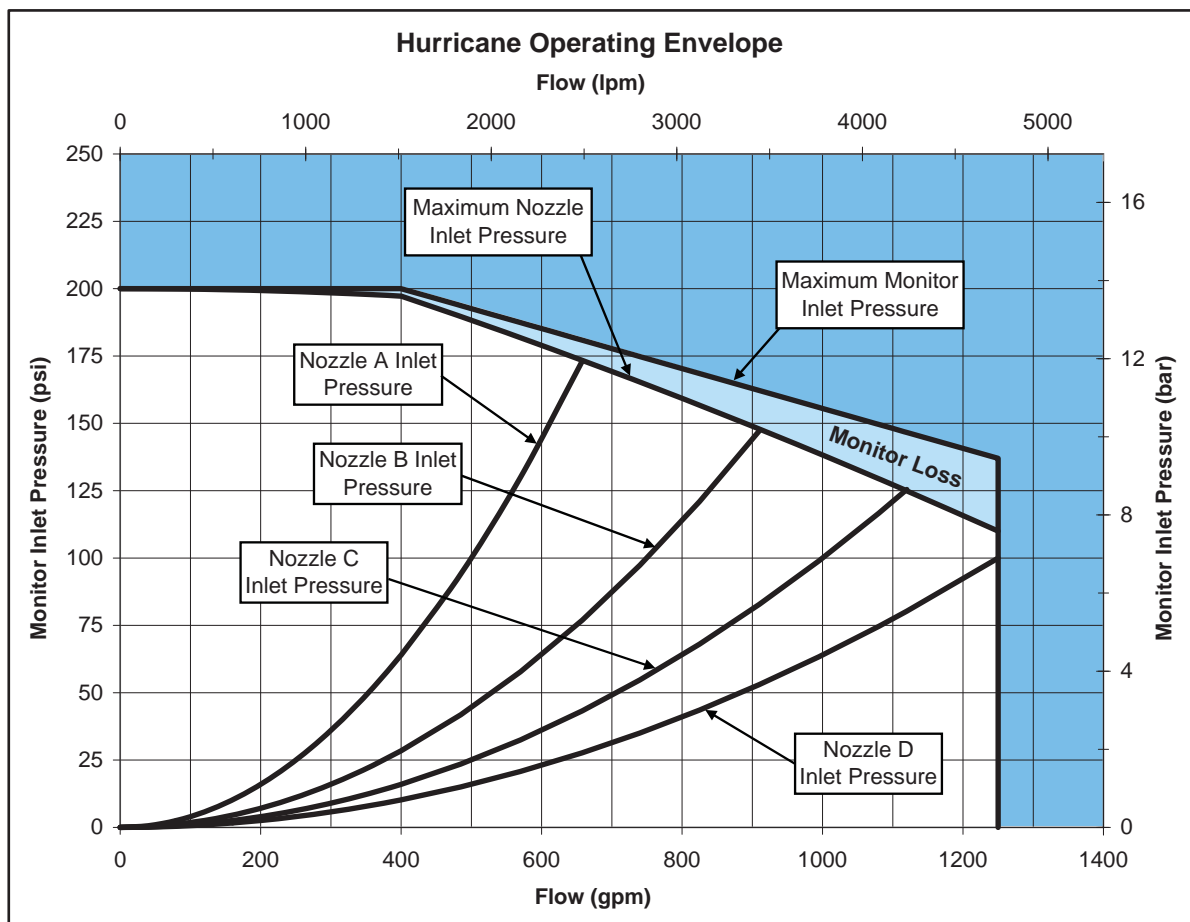 Hurricane Operating Envelope
Flow (lpm)
0 1000 2000 3000 4000 5000
250
225
200
175
150
125
100
75
50
25
0
Monitor Inlet Pressure (psi)
Maximum Nozzle
Inlet Pressure
Maximum Monitor
Inlet Pressure
Nozzle A Inlet
Pressure
Nozzle B Inlet
Pressure
Monitor Loss
Nozzle C
Inlet Pressure
Nozzle D
Inlet Pressure
16
12
8
4
0
Monitor Inlet Pressure (bar)
0 200 400 600 800 1000 1200 1400
Flow (gpm)